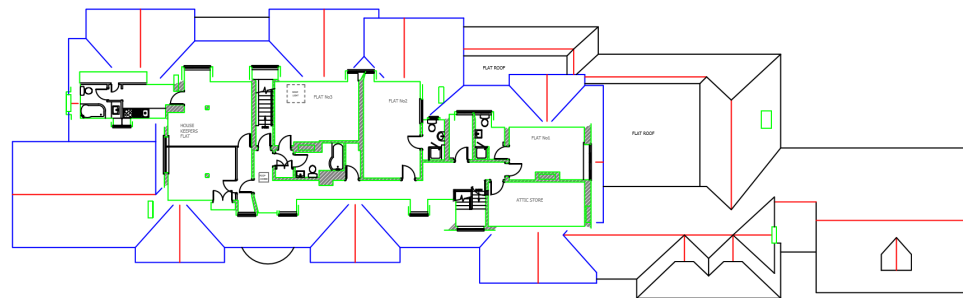 FLAT ROOF
FLAT No3
FLAT No2
HOUSE
KEEPERS
FLAT
FLAT No1
FLAT ROOF
ATTIC STORE